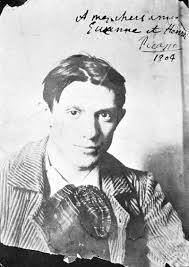 A mes chers amis
Suzanne et Henri
Picasso
1904